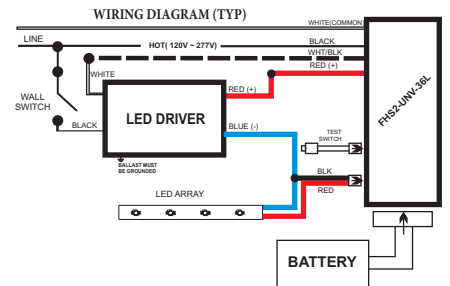 WIRING DIAGRAM (TYP)
WHITE(COMMON
LINE
HOT( 120V ~ 277V)
BLACK
WHT/BLK
RED (+)
WHITE
RED (+)
WALL
SWITCH
LED DRIVER
FHS2-UNV-36L
BLACK
BLUE (-)
TEST
SWITCH
BALLAST MUST
BE GROUNDED
BLK
RED
LED ARRAY
BATTERY